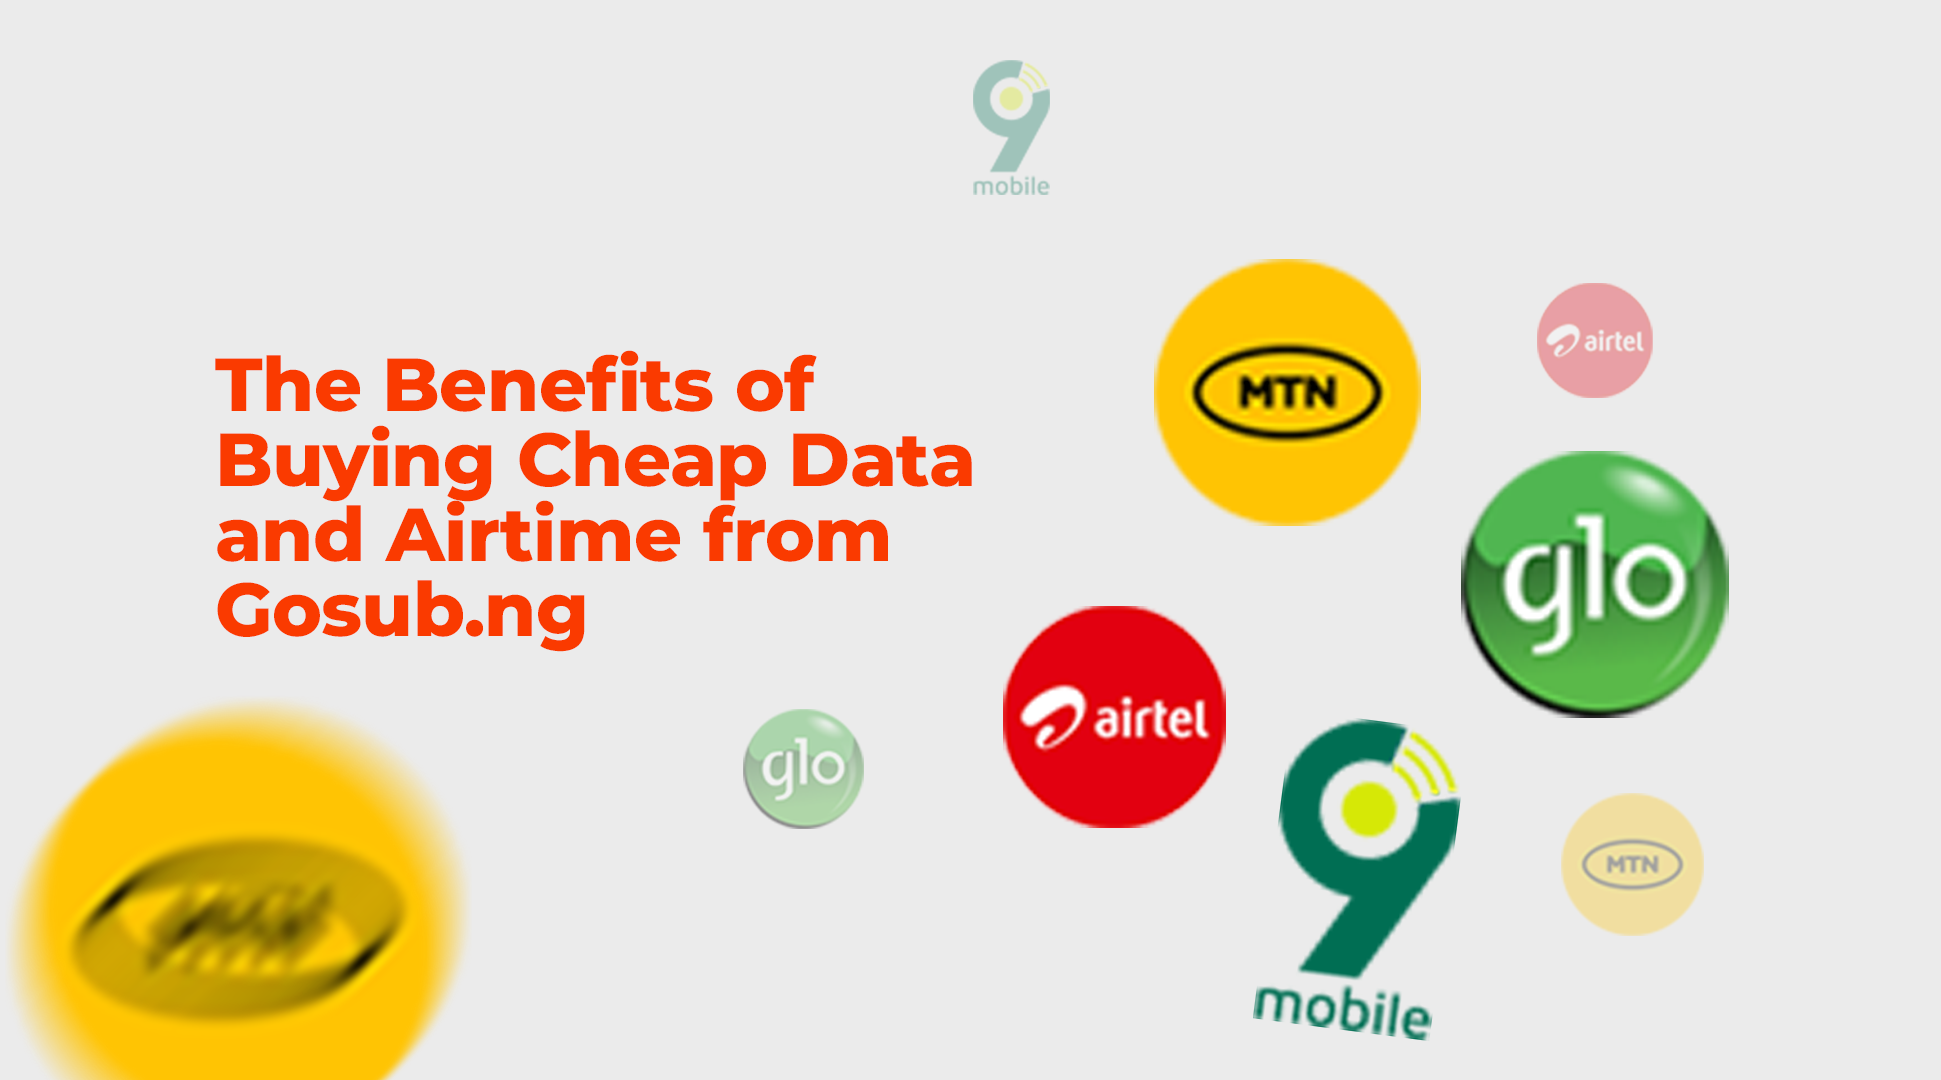 9
mobile
MTN
airtel
The Benefits of
Buying Cheap Data
and Airtime from
Gosub.ng
glo
airtel
glo
9
mobile
MTN